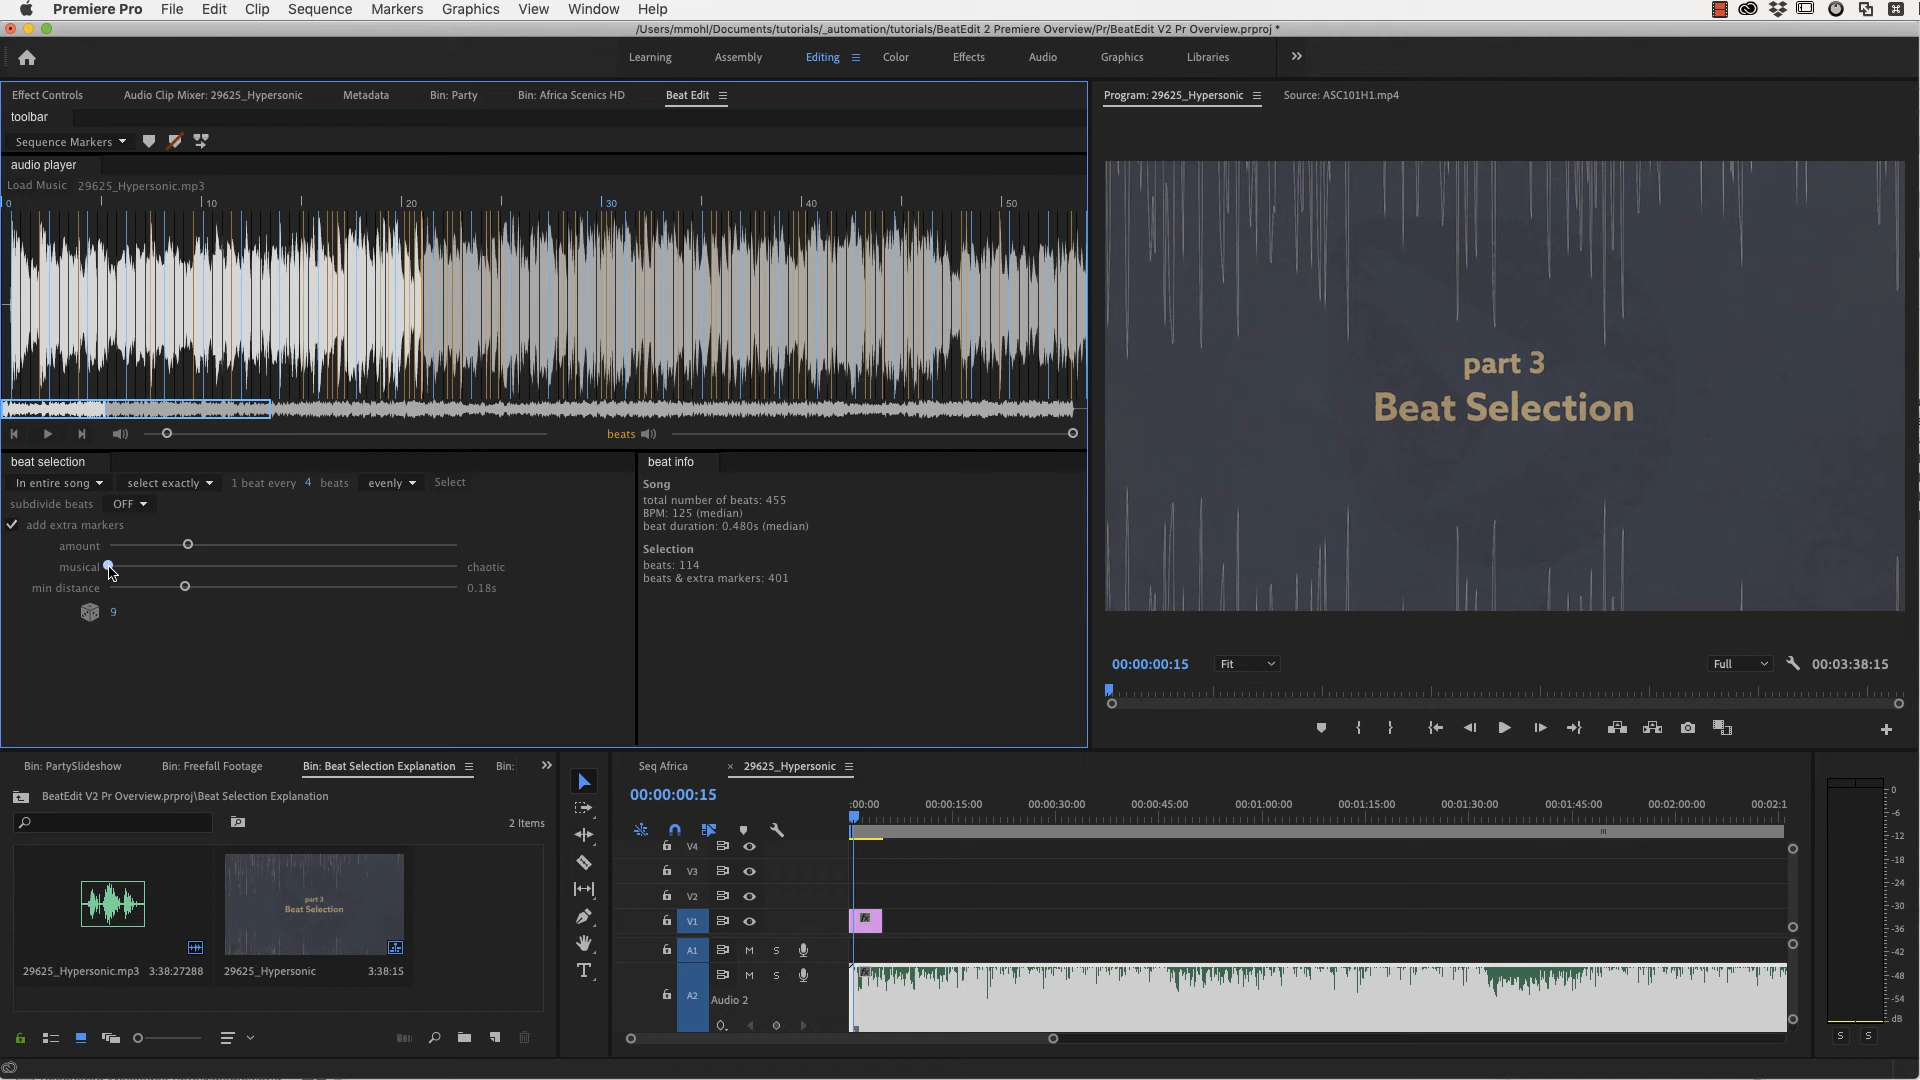 Premiere Pro File Edit Clip Sequence Markers Graphics View Window Help
/Users/mmohl/Documents/tutorials/_automation/tutorials/BeatEdit 2 Premiere Overview/Pr/BeatEdit V2 Pr Overview.prproj *
Learning Assembly Editing Color Effects Audio Graphics Libraries
Effect Controls Audio Clip Mixer: 29625_Hypersonic Metadata Bin: Party Bin: Africa Scenics HD Beat Edit
Program: 29625_Hypersonic Source: ASC101H1.mp4
toolbar
Sequence Markers
audio player
Load Music 29625_Hypersonic.mp3
0 10 20 30 40 50
part 3
Beat Selection
beats
beat selection
In entire song select exactly 1 beat every 4 beats evenly Select
subdivide beats OFF
add extra markers
amount
musical chaotic
min distance 0.18s
9
beat info
Song
total number of beats: 455
BPM: 125 (median)
beat duration: 0.480s (median)
Selection
beats: 114
beats & extra markers: 401
00:00:00:15 Fit Full 00:03:38:15
Bin: PartySlideshow Bin: Freefall Footage Bin: Beat Selection Explanation Bin:
BeatEdit V2 Pr Overview.prproj\Beat Selection Explanation
2 Items
part 3
Beat Selection
29625_Hypersonic.mp3 3:38:27288
29625_Hypersonic 3:38:15
Seq Africa × 29625_Hypersonic
00:00:00:15
:00:00 00:00:15:00 00:00:30:00 00:00:45:00 00:01:00:00 00:01:15:00 00:01:30:00 00:01:45:00 00:02:00:00 00:02:1
V4
V3
V2
V1 fx
A1 M S
A2 M S fx
Audio 2
0
-6
-12
-18
-24
-30
-36
-42
-48
-54
dB
S S